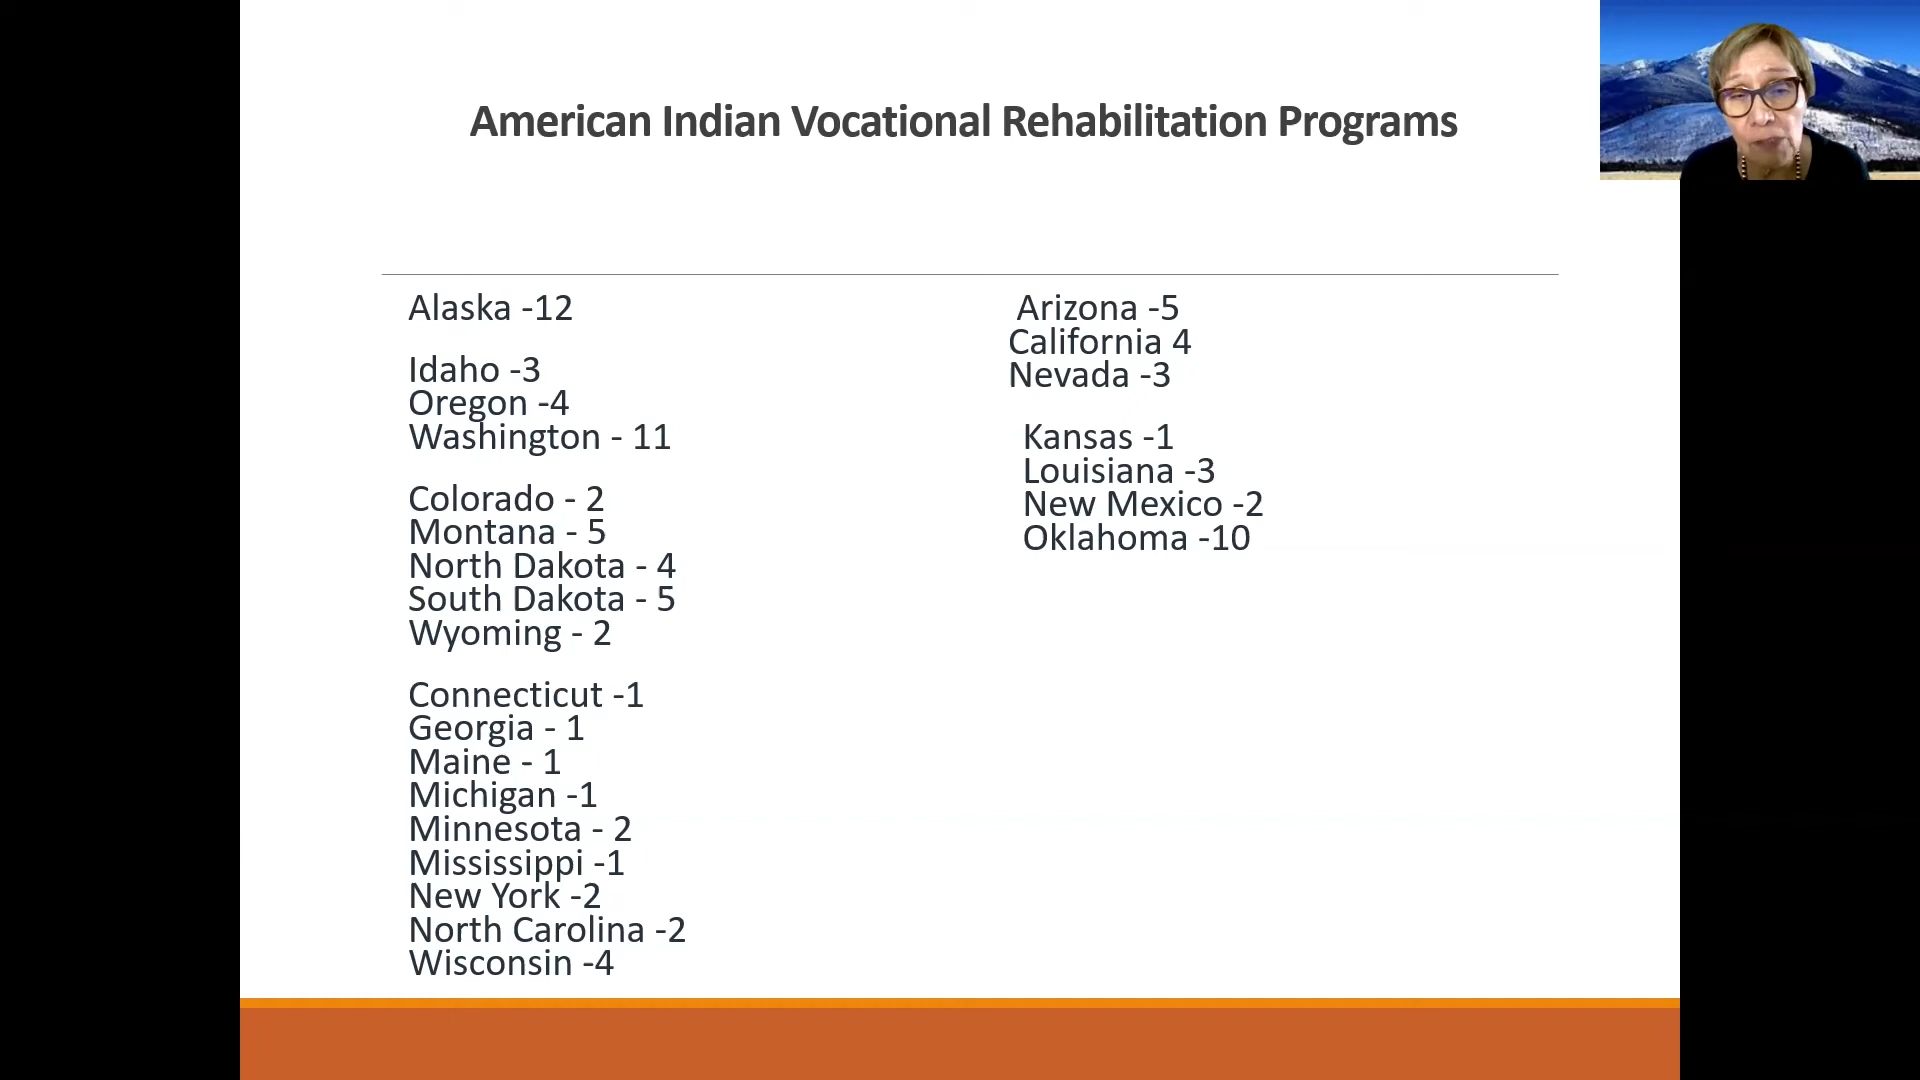 American Indian Vocational Rehabilitation Programs
Alaska -12
Idaho -3
Oregon -4
Washington - 11
Colorado - 2
Montana - 5
North Dakota - 4
South Dakota - 5
Wyoming - 2
Connecticut -1
Georgia - 1
Maine - 1
Michigan -1
Minnesota - 2
Mississippi -1
New York -2
North Carolina -2
Wisconsin -4
Arizona -5
California 4
Nevada -3
Kansas -1
Louisiana -3
New Mexico -2
Oklahoma -10